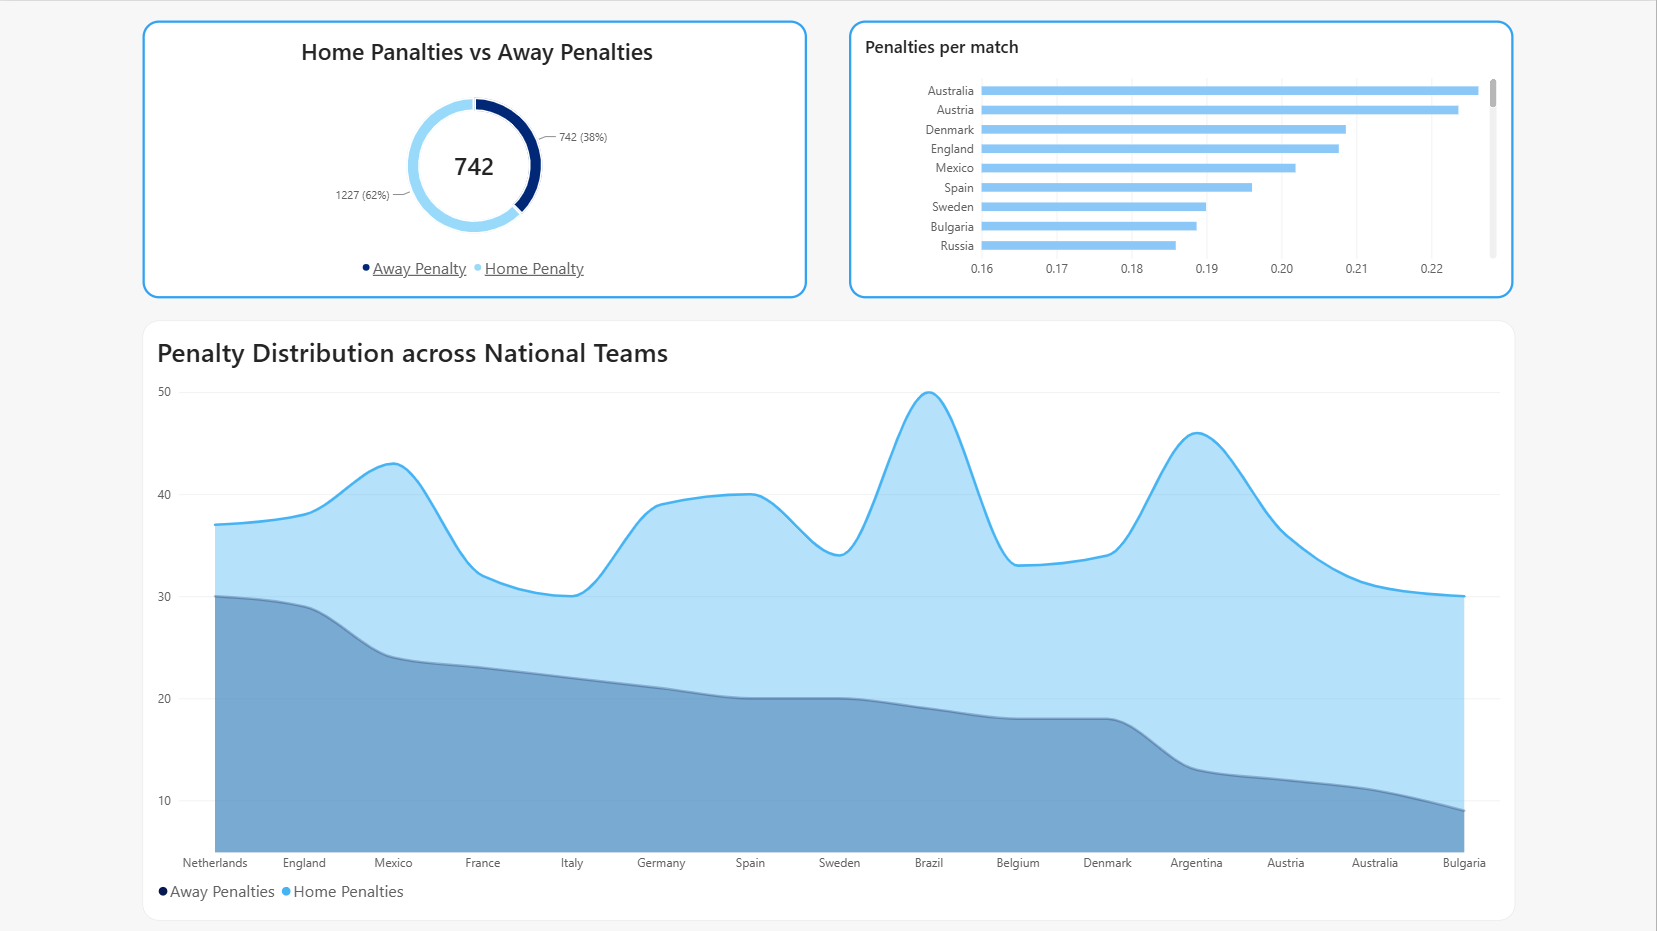 Home Panalties vs Away Penalties
742 (38%)
742
1227 (62%)
Away Penalty Home Penalty
Penalties per match
Australia
Austria
Denmark
England
Mexico
Spain
Sweden
Bulgaria
Russia
0.16 0.17 0.18 0.19 0.20 0.21 0.22
Penalty Distribution across National Teams
50
40
30
20
10
Netherlands England Mexico France Italy Germany Spain Sweden Brazil Belgium Denmark Argentina Austria Australia Bulgaria
Away Penalties Home Penalties